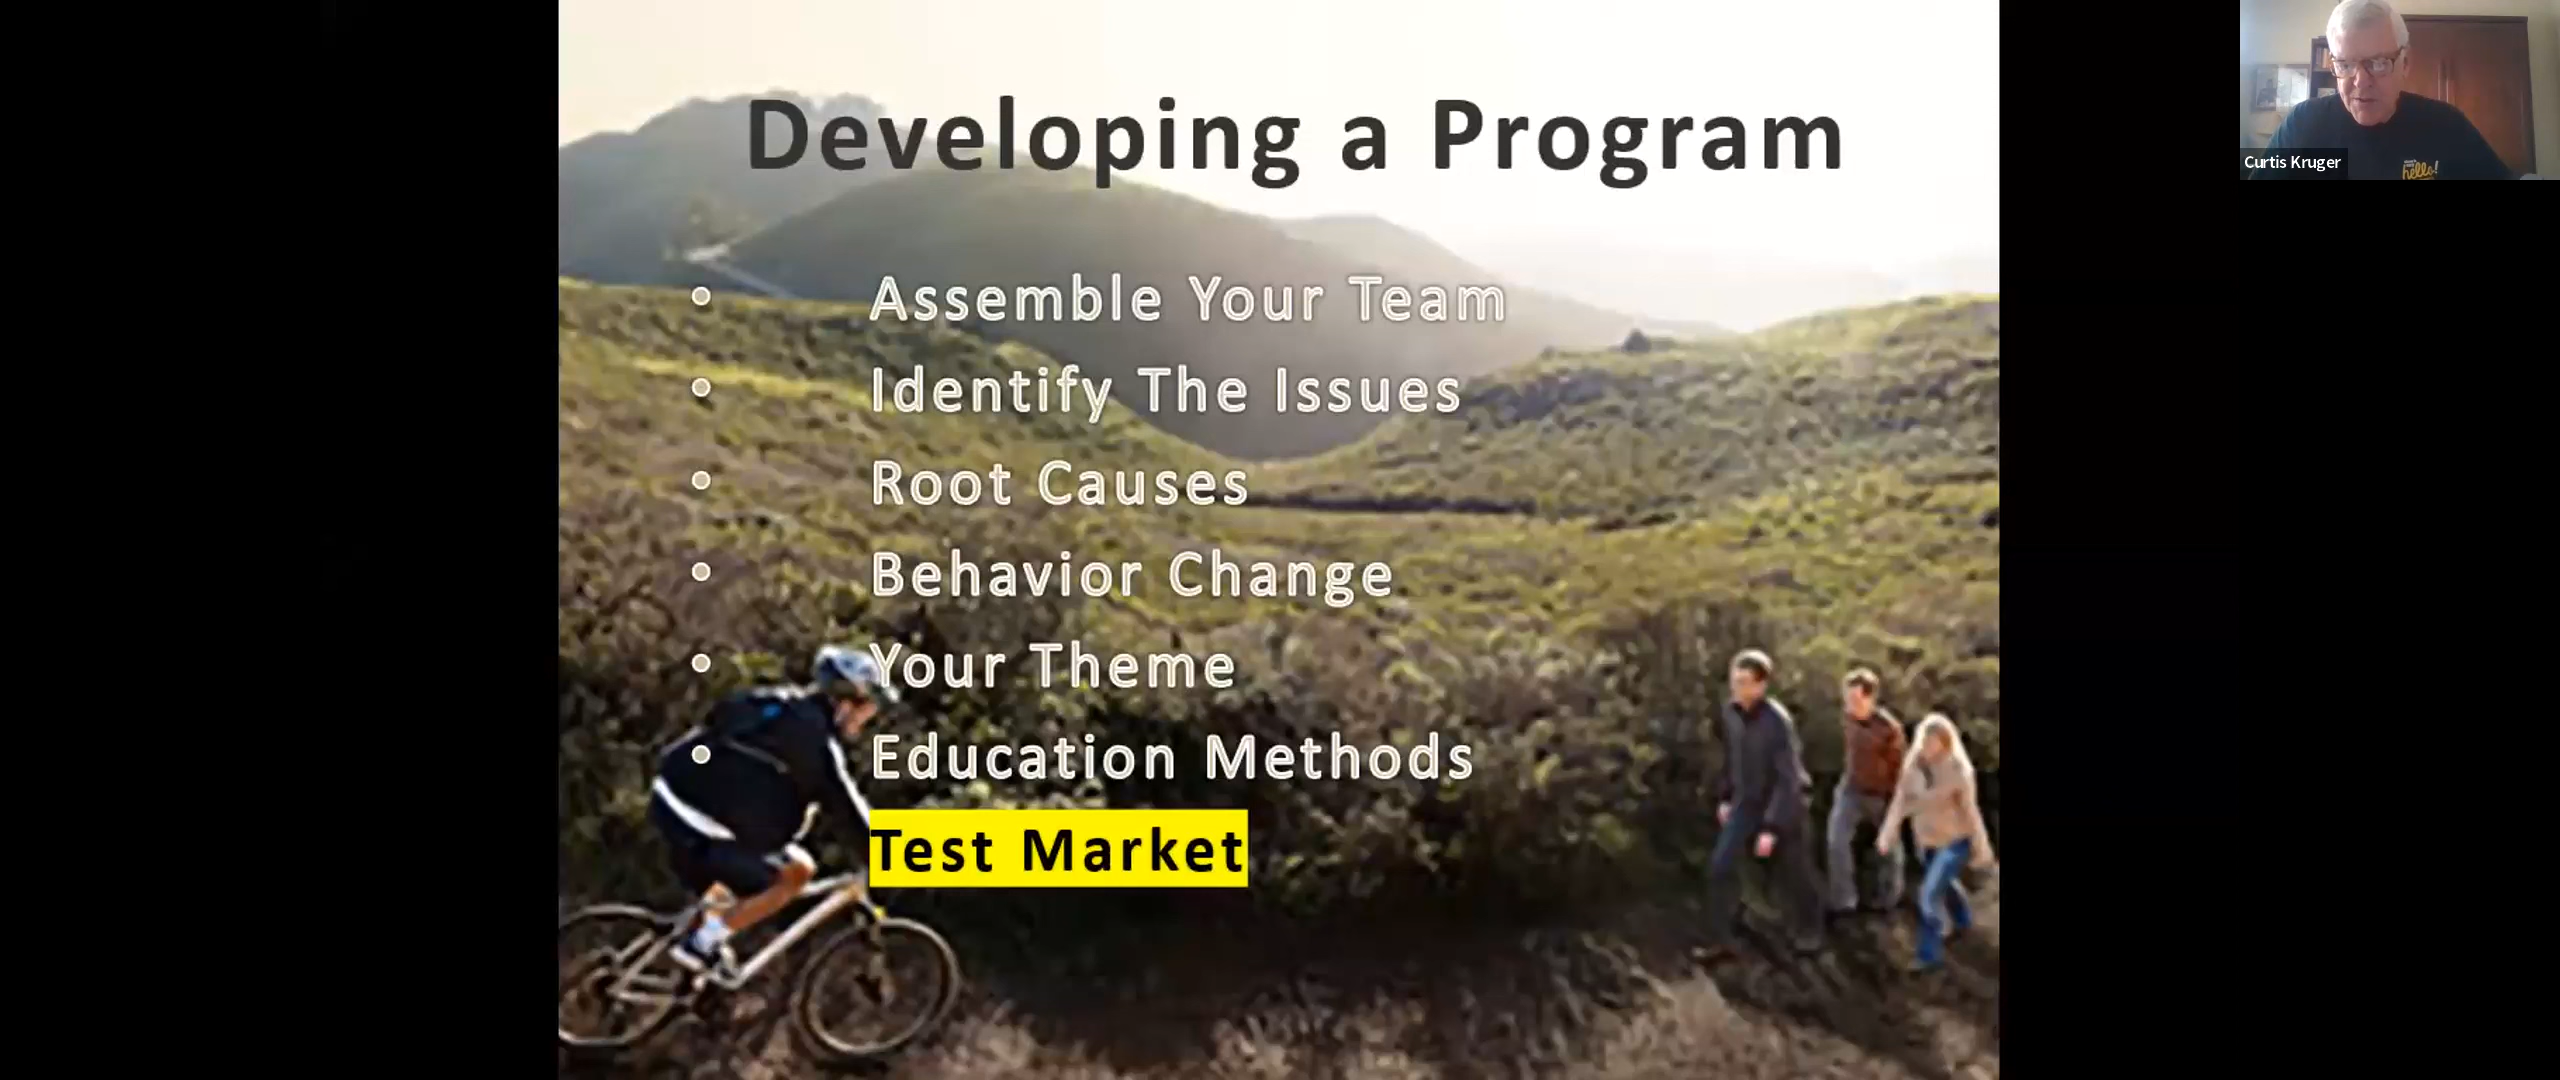 Developing a Program
• Assemble Your Team
• Identify The Issues
• Root Causes
• Behavior Change
• Your Theme
• Education Methods
Test Market
Curtis Kruger
hello!